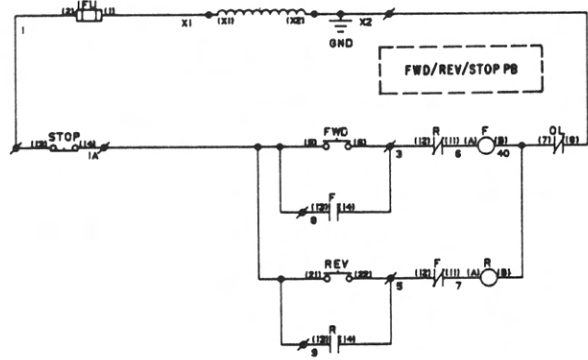 1FU
(2) (1)
X1 (X1) (X2) X2
1
GND
FWD/REV/STOP PB
STOP
(13) (14)
1A
FWD
(5) (6)
3
R
(12) (11)
6
F
(A) (B)
40
OL
(7) (8)
F
(13) (14)
8
REV
(21) (22)
5
F
(12) (11)
7
R
(A) (B)
R
(13) (14)
9